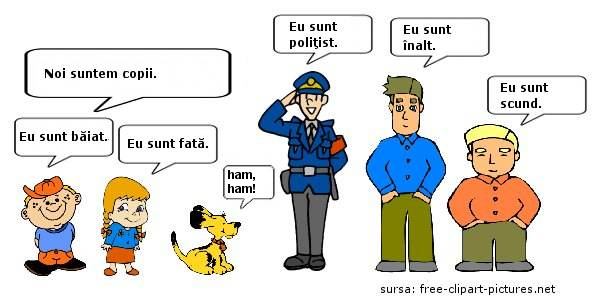 Noi suntem copii.
Eu sunt băiat.
Eu sunt fată.
ham,
ham!
Eu sunt
poliţist.
Eu sunt
înalt.
Eu sunt
scund.
sursa: free-clipart-pictures.net